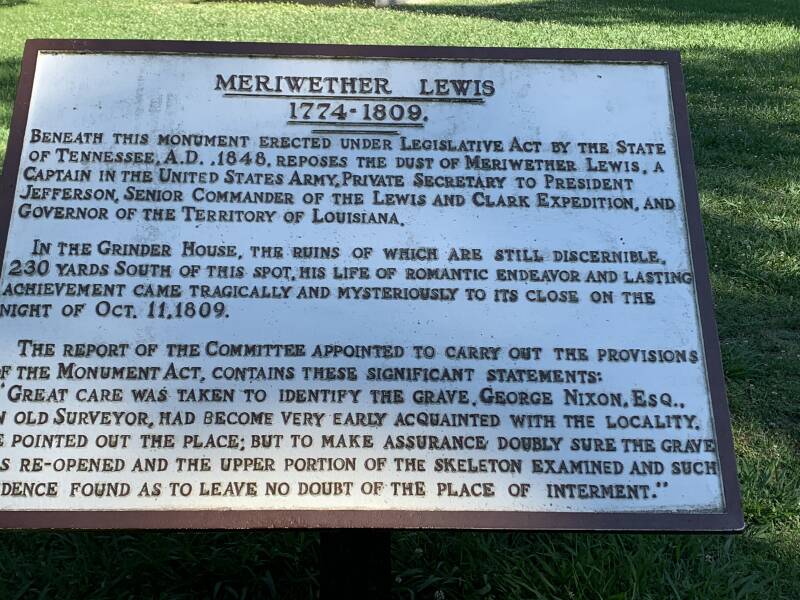 MERIWETHER LEWIS
1774-1809.
BENEATH THIS MONUMENT ERECTED UNDER LEGISLATIVE ACT BY THE STATE
OF TENNESSEE, A.D., 1848, REPOSES THE DUST OF MERIWETHER LEWIS, A
CAPTAIN IN THE UNITED STATES ARMY, PRIVATE SECRETARY TO PRESIDENT
JEFFERSON, SENIOR COMMANDER OF THE LEWIS AND CLARK EXPEDITION, AND
GOVERNOR OF THE TERRITORY OF LOUISIANA.
IN THE GRINDER HOUSE, THE RUINS OF WHICH ARE STILL DISCERNIBLE,
230 YARDS SOUTH OF THIS SPOT, HIS LIFE OF ROMANTIC ENDEAVOR AND LASTING
ACHIEVEMENT CAME TRAGICALLY AND MYSTERIOUSLY TO ITS CLOSE ON THE
NIGHT OF OCT. 11, 1809.
THE REPORT OF THE COMMITTEE APPOINTED TO CARRY OUT THE PROVISIONS
F THE MONUMENT ACT, CONTAINS THESE SIGNIFICANT STATEMENTS:
"GREAT CARE WAS TAKEN TO IDENTIFY THE GRAVE. GEORGE NIXON, ESQ.,
N OLD SURVEYOR, HAD BECOME VERY EARLY ACQUAINTED WITH THE LOCALITY.
E POINTED OUT THE PLACE; BUT TO MAKE ASSURANCE DOUBLY SURE THE GRAVE
S RE-OPENED AND THE UPPER PORTION OF THE SKELETON EXAMINED AND SUCH
IDENCE FOUND AS TO LEAVE NO DOUBT OF THE PLACE OF INTERMENT."